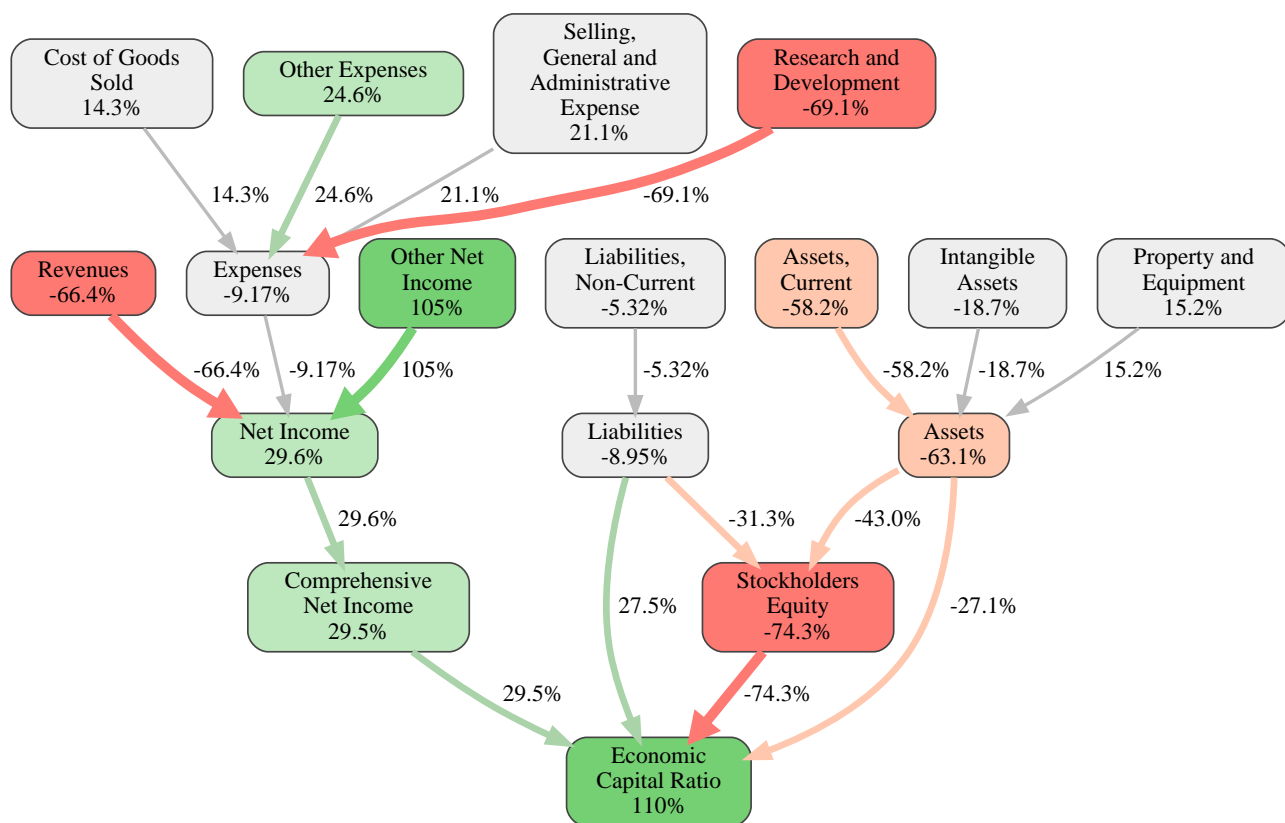 Cost of Goods
Sold
14.3%
Other Expenses
24.6%
Selling,
General and
Administrative
Expense
21.1%
Research and
Development
-69.1%
14.3%
24.6%
21.1%
-69.1%
Revenues
-66.4%
Expenses
-9.17%
Other Net
Income
105%
Liabilities,
Non-Current
-5.32%
Assets,
Current
-58.2%
Intangible
Assets
-18.7%
Property and
Equipment
15.2%
-66.4%
-9.17%
105%
-5.32%
-58.2%
-18.7%
15.2%
Net Income
29.6%
Liabilities
-8.95%
Assets
-63.1%
29.6%
-31.3%
-43.0%
Comprehensive
Net Income
29.5%
27.5%
Stockholders
Equity
-74.3%
-27.1%
29.5%
-74.3%
Economic
Capital Ratio
110%